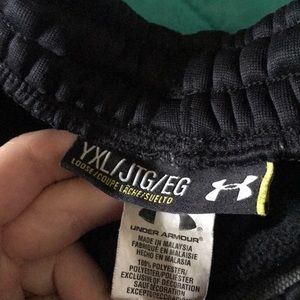 YXL/JTG/EG
LOOSE/COUPE LÂCHE/SUELTO
UNDER ARMOUR®
MADE IN MALAYSIA
FABRIQUÉ EN MALAISIE
HECHO EN MALASIA
100% POLYESTER/
POLYESTER/POLIÉSTER
EXCLUSIVE OF DECORATION
SAUF DÉCORATION
EXCEPTO